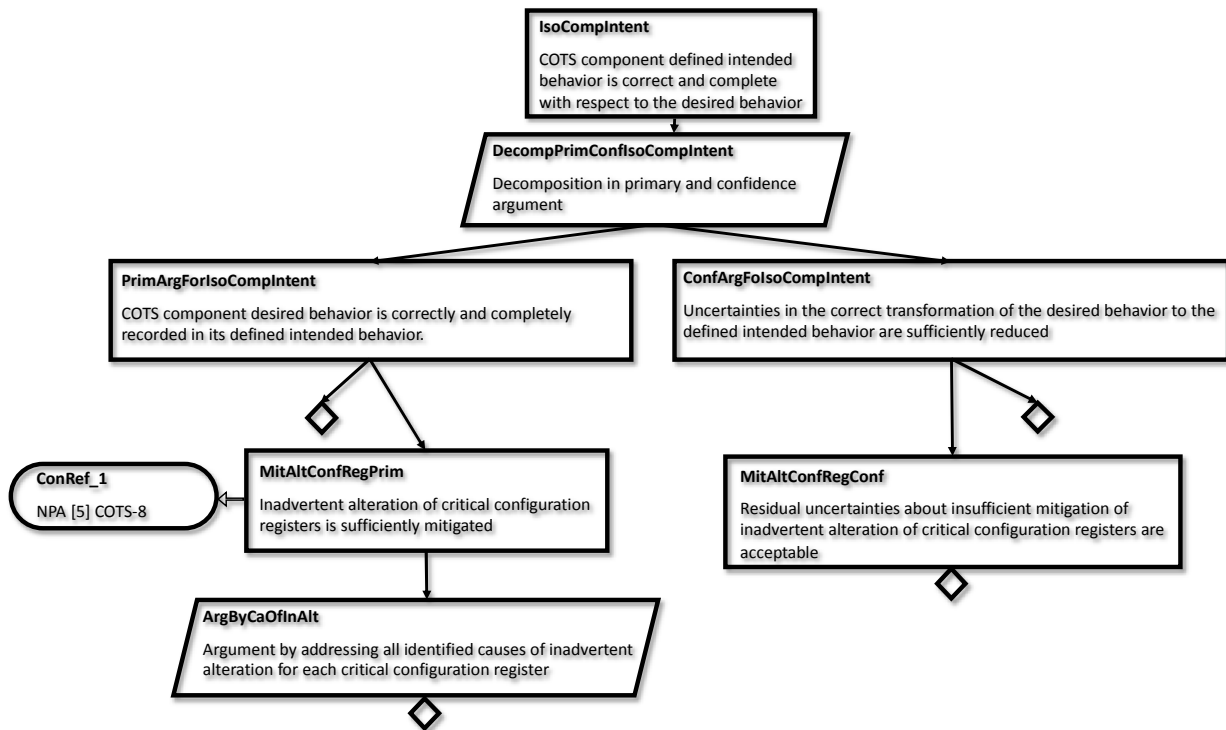 IsoCompIntent
COTS component defined intended
behavior is correct and complete
with respect to the desired behavior
DecompPrimConfIsoCompIntent
Decomposition in primary and confidence
argument
PrimArgForIsoCompIntent
COTS component desired behavior is correctly and completely
recorded in its defined intended behavior.
ConfArgFoIsoCompIntent
Uncertainties in the correct transformation of the desired behavior to the
defined intended behavior are sufficiently reduced
ConRef_1
NPA [5] COTS-8
MitAltConfRegPrim
Inadvertent alteration of critical configuration
registers is sufficiently mitigated
MitAltConfRegConf
Residual uncertainties about insufficient mitigation of
inadvertent alteration of critical configuration registers are
acceptable
ArgByCaOfInAlt
Argument by addressing all identified causes of inadvertent
alteration for each critical configuration register